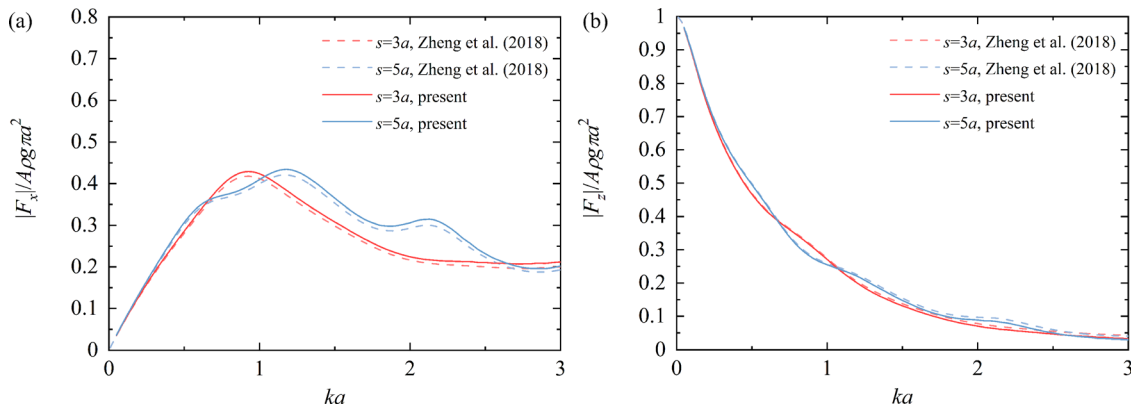 (a)
0.8
0.7
0.6
0.5
0.4
0.3
0.2
0.1
0
|Fx|/Aρgπa²
s=3a, Zheng et al. (2018)
s=5a, Zheng et al. (2018)
s=3a, present
s=5a, present
0 1 2 3
ka
(b)
1
0.9
0.8
0.7
0.6
0.5
0.4
0.3
0.2
0.1
0
|Fz|/Aρgπa²
s=3a, Zheng et al. (2018)
s=5a, Zheng et al. (2018)
s=3a, present
s=5a, present
0 1 2 3
ka